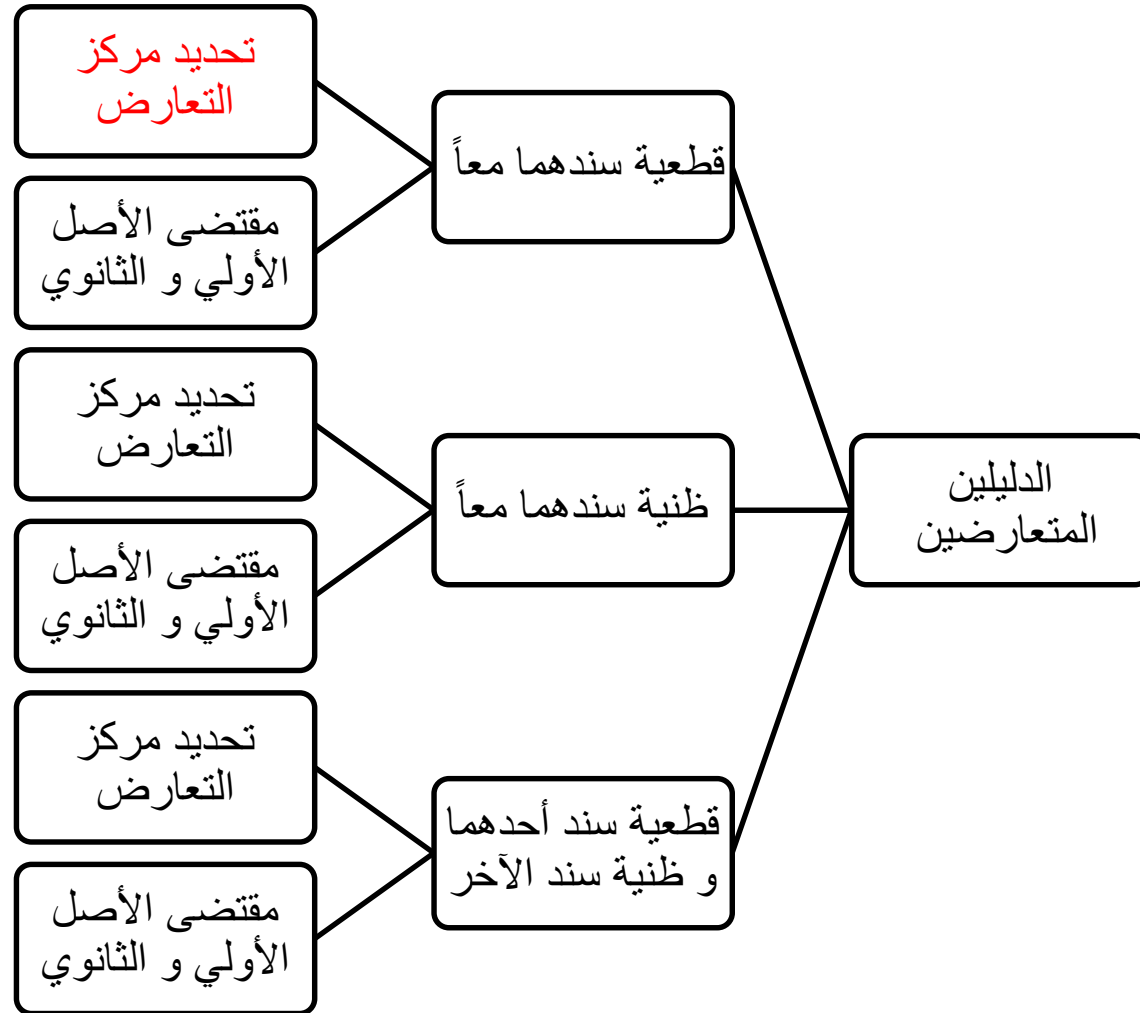 الدليلين
المتعارضين
قطعية سندهما معاً
تحديد مركز
التعارض
مقتضى الأصل
الأولي و الثانوي
ظنية سندهما معاً
تحديد مركز
التعارض
مقتضى الأصل
الأولي و الثانوي
قطعية سند أحدهما
و ظنية سند الآخر
تحديد مركز
التعارض
مقتضى الأصل
الأولي و الثانوي